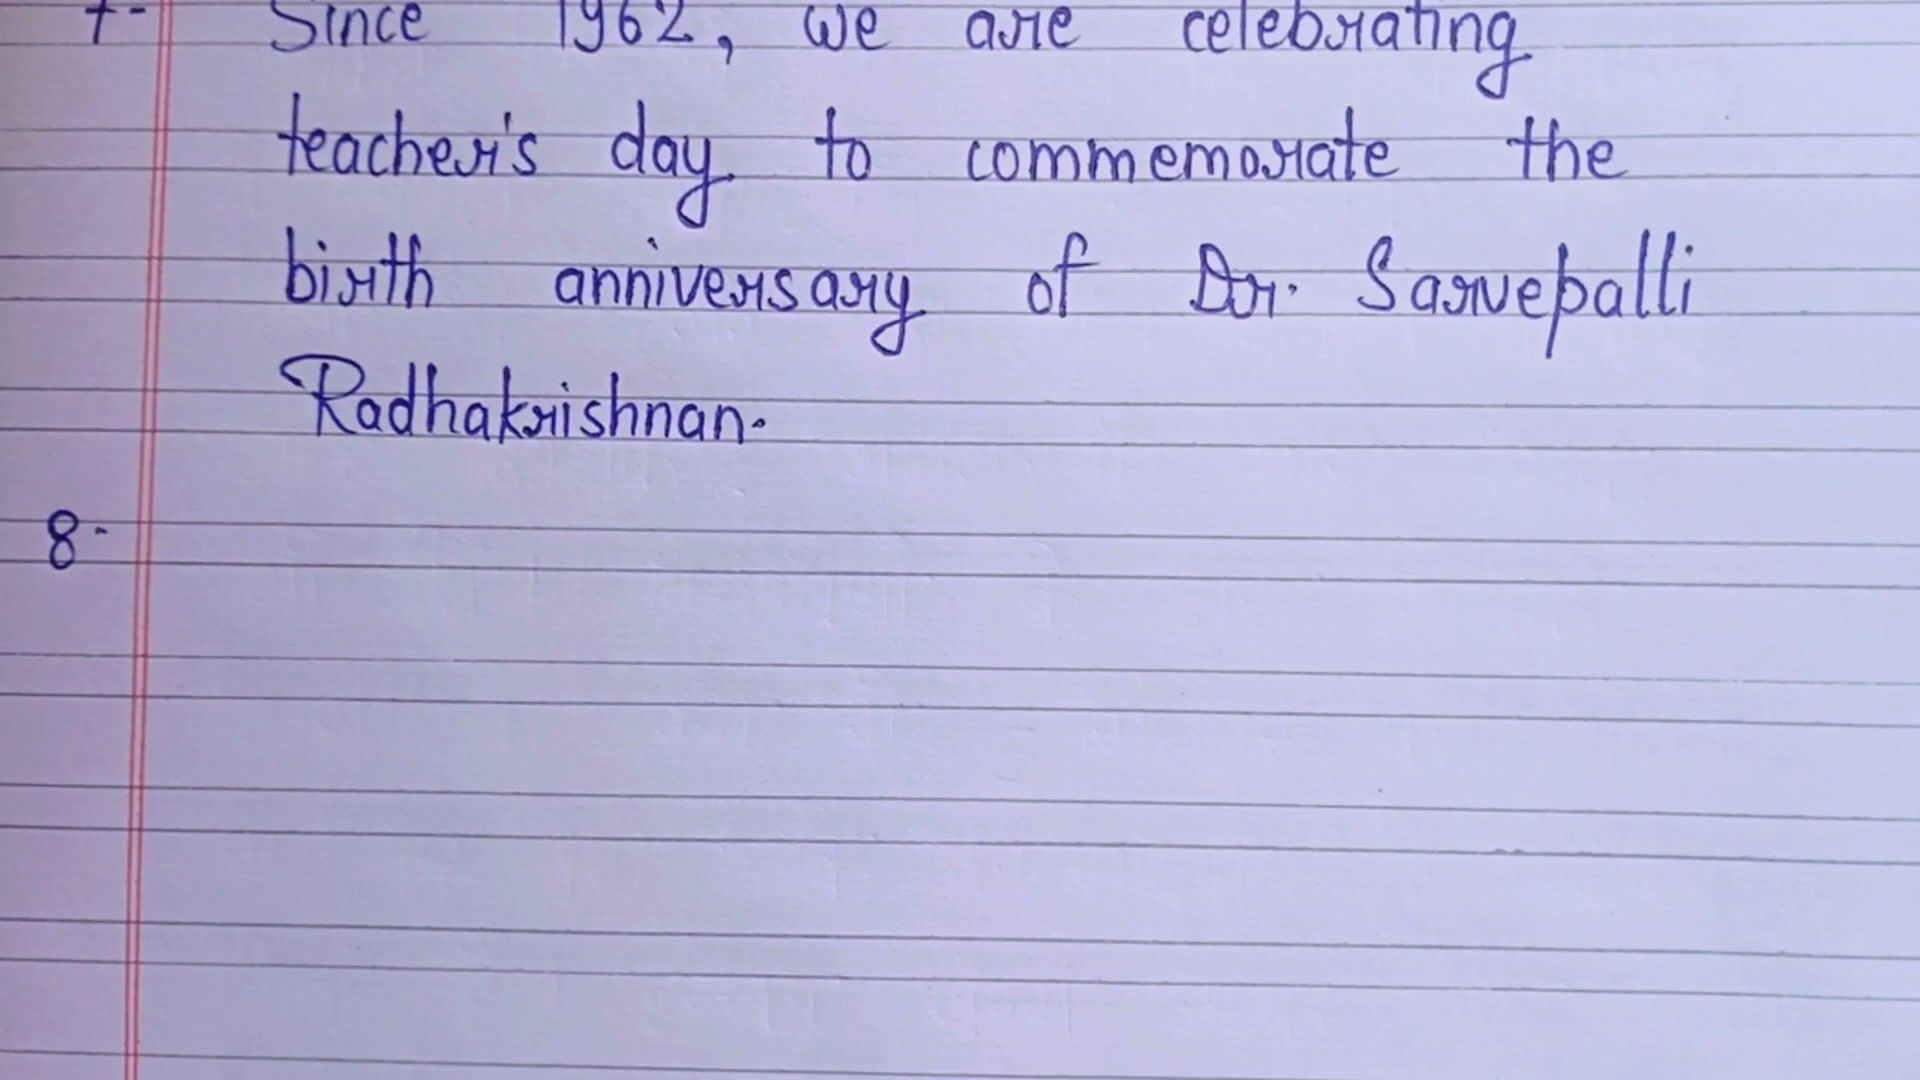 7- Since 1962, we are celebrating
teacher's day to commemorate the
birth anniversary of Dr. Sarvepalli
Radhakrishnan.
8-